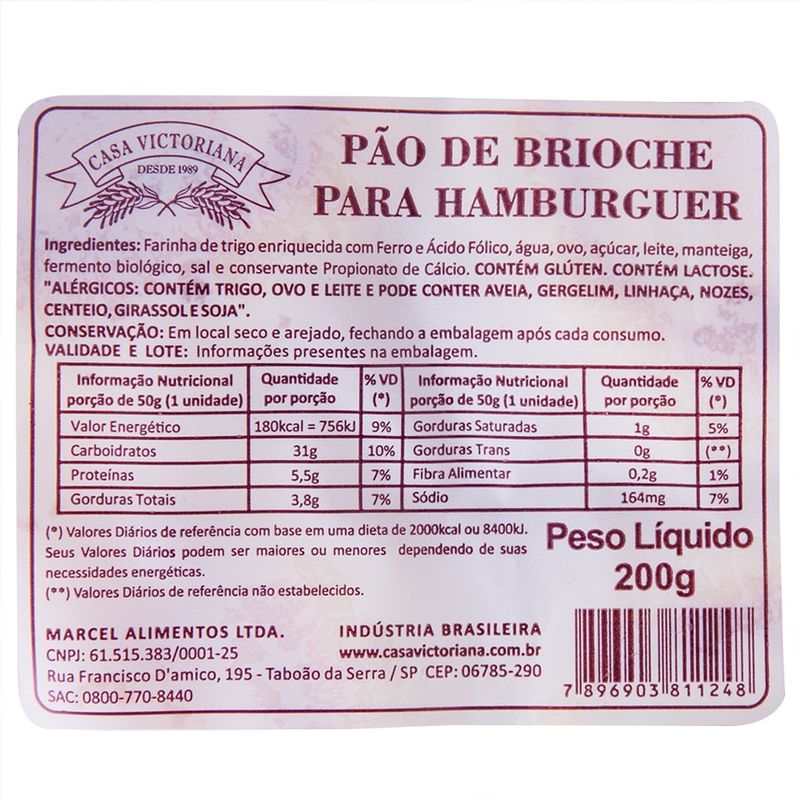 CASA VICTORIANA
DESDE 1989
PÃO DE BRIOCHE
PARA HAMBURGUER
Ingredientes: Farinha de trigo enriquecida com Ferro e Ácido Fólico, água, ovo, açúcar, leite, manteiga,
fermento biológico, sal e conservante Propionato de Cálcio. CONTÉM GLÚTEN. CONTÉM LACTOSE.
"ALÉRGICOS: CONTÉM TRIGO, OVO E LEITE E PODE CONTER AVEIA, GERGELIM, LINHAÇA, NOZES,
CENTEIO, GIRASSOL E SOJA".
CONSERVAÇÃO: Em local seco e arejado, fechando a embalagem após cada consumo.
VALIDADE E LOTE: Informações presentes na embalagem.
Informação Nutricional Quantidade % VD Informação Nutricional Quantidade % VD
porção de 50g (1 unidade) por porção (*) porção de 50g (1 unidade) por porção (*)
Valor Energético 180kcal = 756kJ 9% Gorduras Saturadas 1g 5%
Carboidratos 31g 10% Gorduras Trans 0g (**)
Proteínas 5,5g 7% Fibra Alimentar 0,2g 1%
Gorduras Totais 3,8g 7% Sódio 164mg 7%
(*) Valores Diários de referência com base em uma dieta de 2000kcal ou 8400kJ.
Seus Valores Diários podem ser maiores ou menores dependendo de suas
necessidades energéticas.
(**) Valores Diários de referência não estabelecidos.
Peso Líquido
200g
MARCEL ALIMENTOS LTDA. INDÚSTRIA BRASILEIRA
CNPJ: 61.515.383/0001-25 www.casavictoriana.com.br
Rua Francisco D'amico, 195 - Taboão da Serra / SP CEP: 06785-290
SAC: 0800-770-8440
7 896903 811248